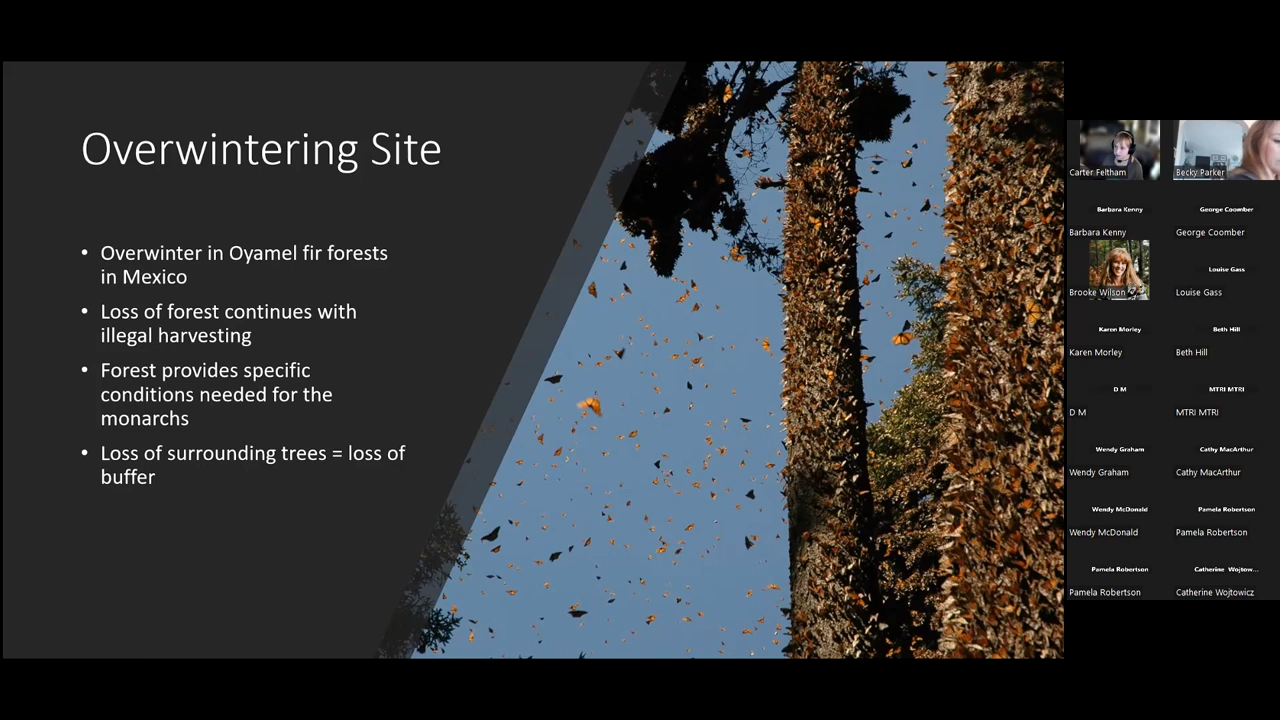 Overwintering Site
• Overwinter in Oyamel fir forests
in Mexico
• Loss of forest continues with
illegal harvesting
• Forest provides specific
conditions needed for the
monarchs
• Loss of surrounding trees = loss of
buffer
Carter Feltham
Becky Parker
Barbara Kenny
George Coomber
Barbara Kenny
George Coomber
Louise Gass
Brooke Wilson
Louise Gass
Karen Morley
Beth Hill
Karen Morley
Beth Hill
D M
MTRI MTRI
D M
MTRI MTRI
Wendy Graham
Cathy MacArthur
Wendy Graham
Cathy MacArthur
Wendy McDonald
Pamela Robertson
Wendy McDonald
Pamela Robertson
Pamela Robertson
Catherine Wojtow...
Pamela Robertson
Catherine Wojtowicz